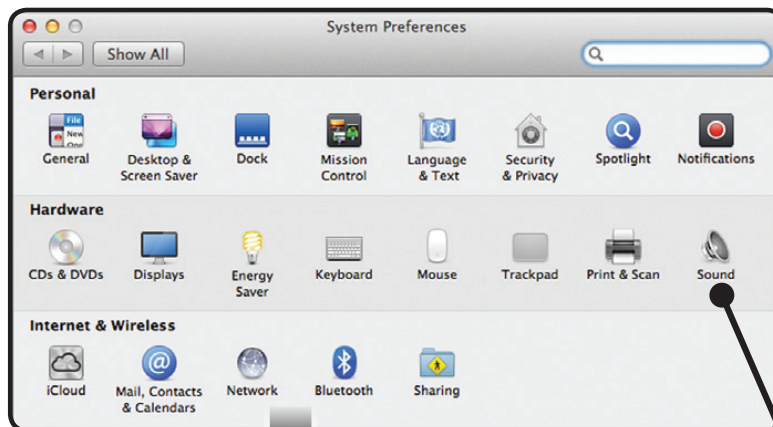 System Preferences
Show All
Personal
File
New
One
General
Desktop &
Screen Saver
Dock
Mission
Control
Language
& Text
Security
& Privacy
Spotlight
Notifications
Hardware
CDs & DVDs
Displays
Energy
Saver
Keyboard
Mouse
Trackpad
Print & Scan
Sound
Internet & Wireless
iCloud
@
Mail, Contacts
& Calendars
Network
Bluetooth
Sharing